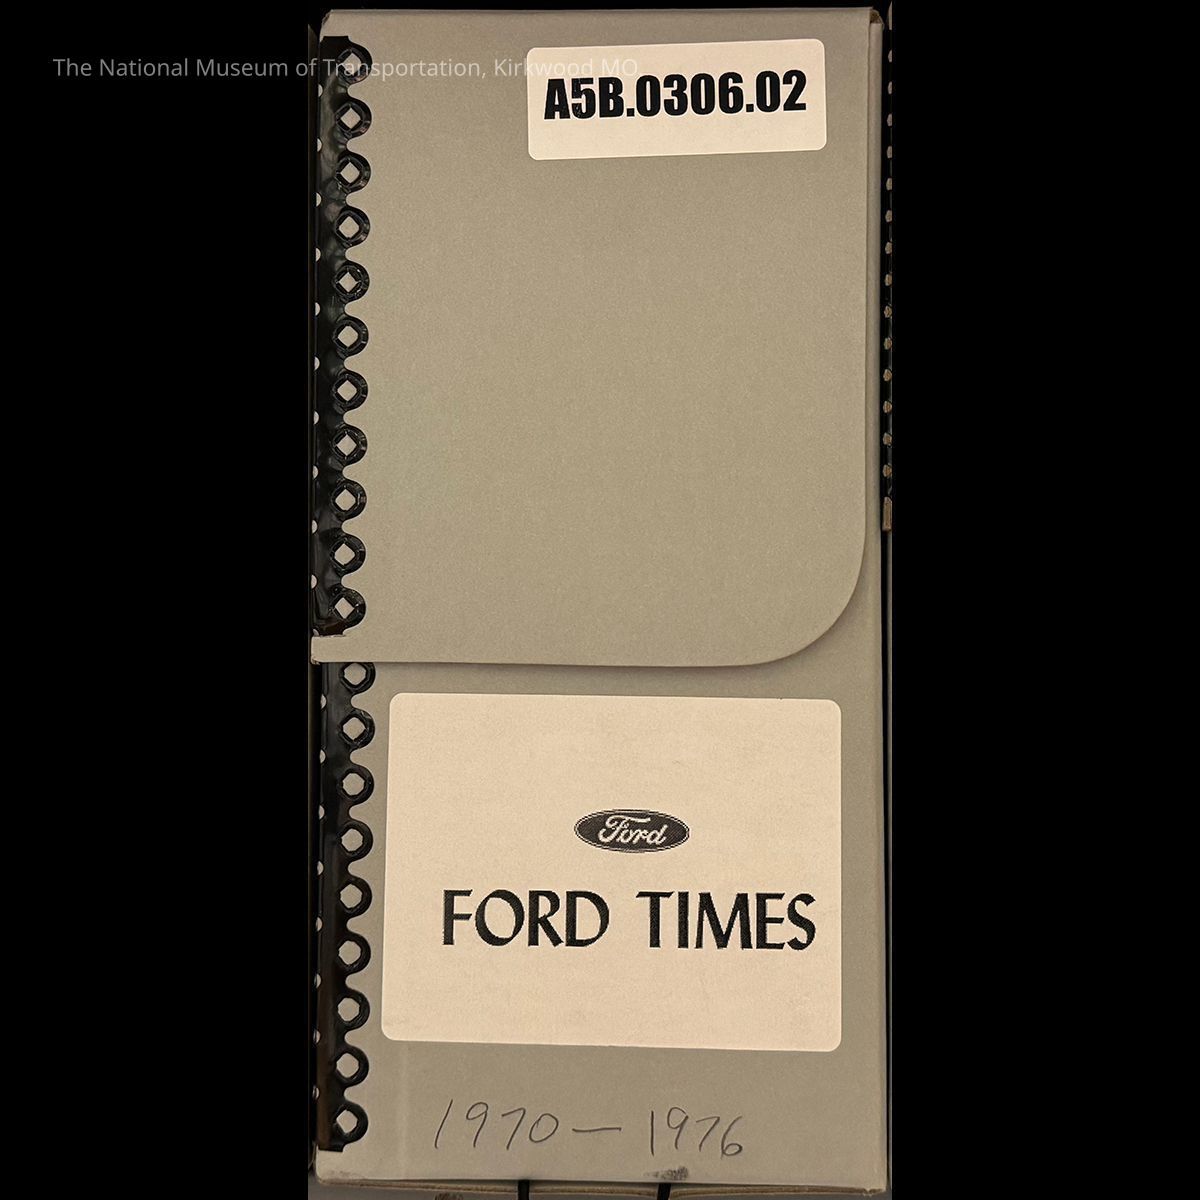 The National Museum of Transportation, Kirkwood MO
A5B.0306.02
Ford
FORD TIMES
1970 — 1976